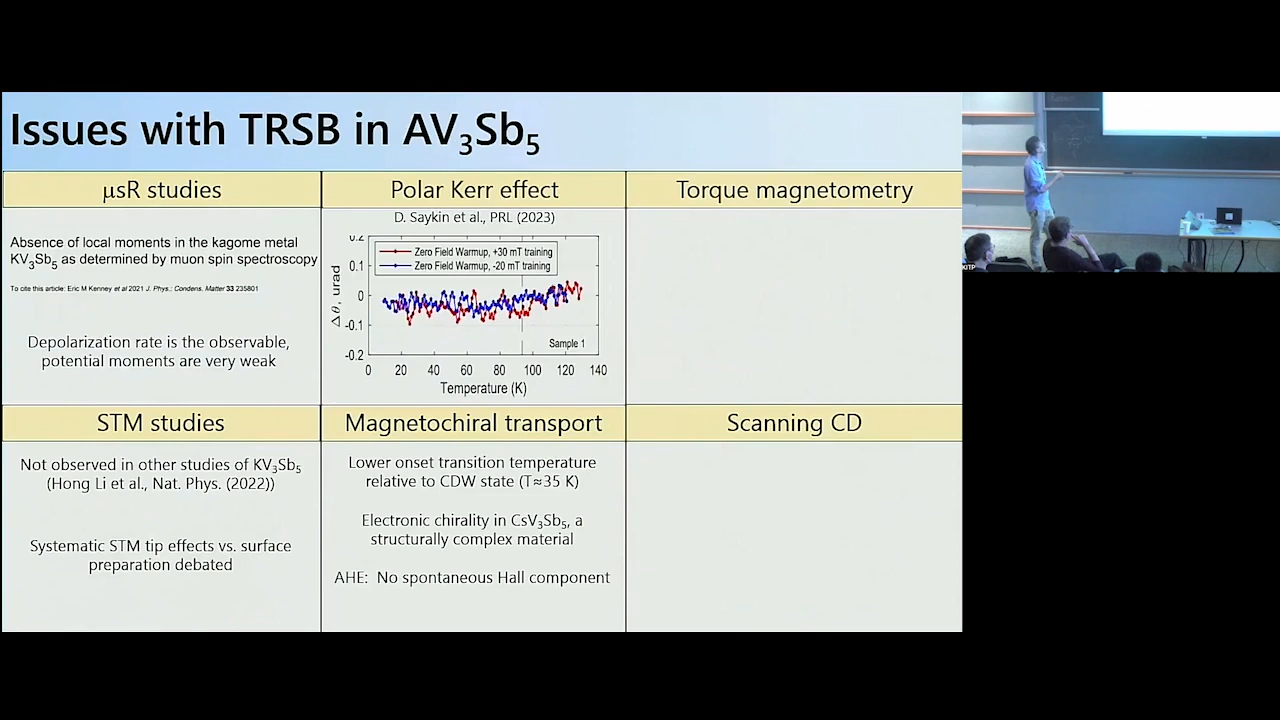 Issues with TRSB in AV₃Sb₅
μsR studies
Absence of local moments in the kagome metal
KV₃Sb₅ as determined by muon spin spectroscopy
To cite this article: Eric M Kenney et al 2021 J. Phys.: Condens. Matter 33 235801
Depolarization rate is the observable,
potential moments are very weak
Polar Kerr effect
D. Saykin et al., PRL (2023)
Zero Field Warmup, +30 mT training
Zero Field Warmup, -20 mT training
Δθ, urad
0.2
0.1
0
-0.1
-0.2
Sample 1
0 20 40 60 80 100 120 140
Temperature (K)
Torque magnetometry
STM studies
Not observed in other studies of KV₃Sb₅
(Hong Li et al., Nat. Phys. (2022))
Systematic STM tip effects vs. surface
preparation debated
Magnetochiral transport
Lower onset transition temperature
relative to CDW state (T≈35 K)
Electronic chirality in CsV₃Sb₅, a
structurally complex material
AHE: No spontaneous Hall component
Scanning CD
KITP